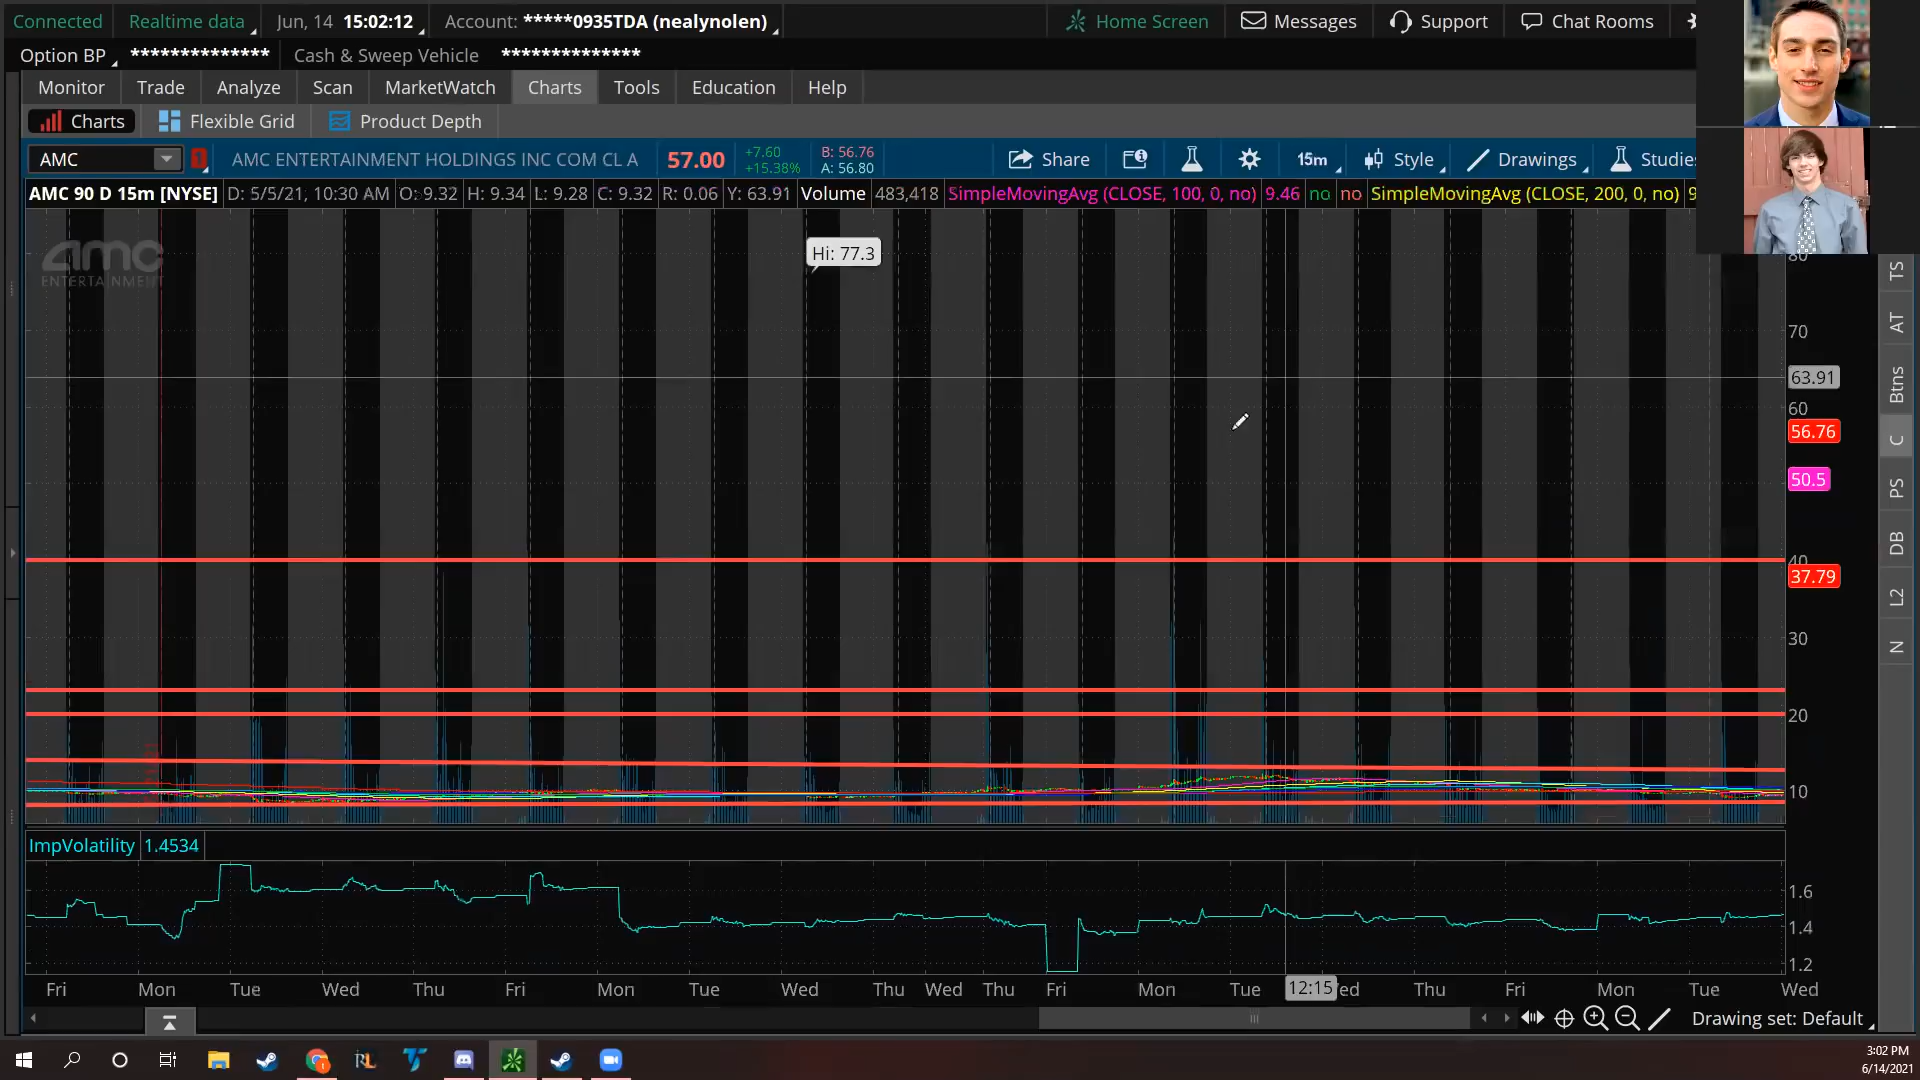 Connected Realtime data Jun, 14 15:02:12 Account: *****0935TDA (nealynolen) Home Screen Messages Support Chat Rooms
Option BP ************** Cash & Sweep Vehicle **************
Monitor Trade Analyze Scan MarketWatch Charts Tools Education Help
Charts Flexible Grid Product Depth
AMC 1 AMC ENTERTAINMENT HOLDINGS INC COM CL A 57.00 +7.60 B: 56.76 Share 15m Style Drawings Studies
+15.38% A: 56.80
AMC 90 D 15m [NYSE] D: 5/5/21, 10:30 AM O: 9.32 H: 9.34 L: 9.28 C: 9.32 R: 0.06 Y: 63.91 Volume 483,418 SimpleMovingAvg (CLOSE, 100, 0, no) 9.46 no no SimpleMovingAvg (CLOSE, 200, 0, no) 9
amc
ENTERTAINMENT
Hi: 77.3
80
70
63.91
60
56.76
50.5
40
37.79
30
20
10
TS
AT
Btns
C
PS
DB
L2
N
ImpVolatility 1.4534
1.6
1.4
1.2
Fri Mon Tue Wed Thu Fri Mon Tue Wed Thu Wed Thu Fri Mon Tue 12:15 ed Thu Fri Mon Tue Wed
Drawing set: Default
RL
3:02 PM
6/14/2021